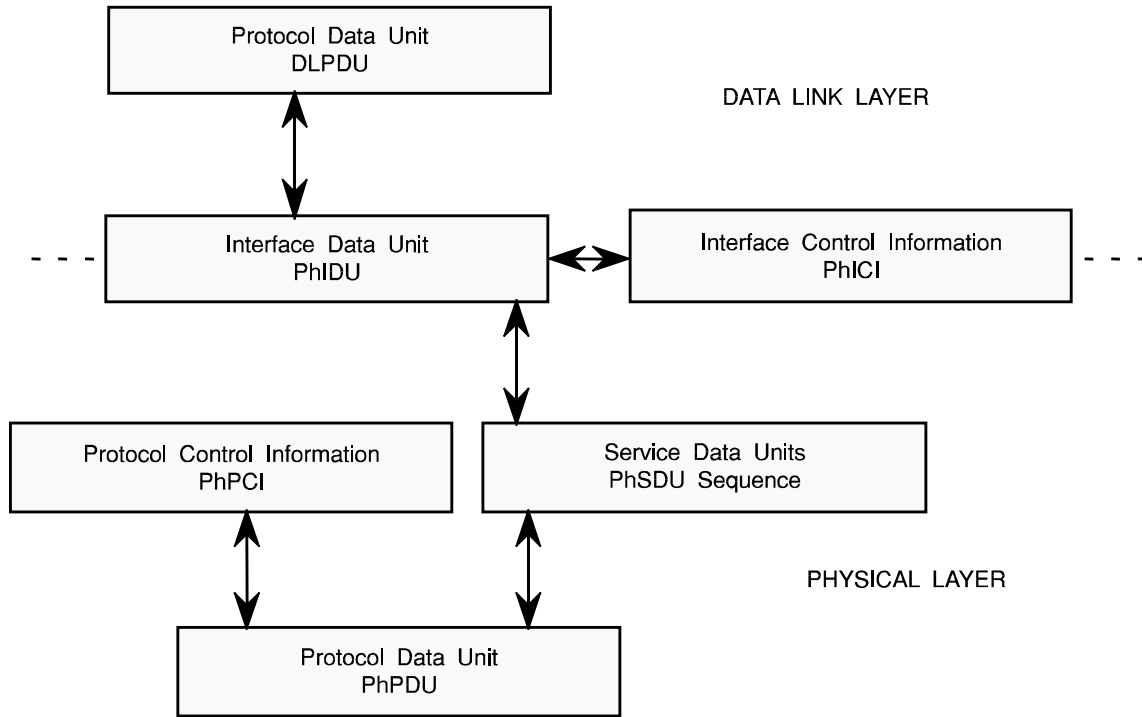 Protocol Data Unit
DLPDU
DATA LINK LAYER
Interface Data Unit
PhIDU
Interface Control Information
PhICI
Protocol Control Information
PhPCI
Service Data Units
PhSDU Sequence
PHYSICAL LAYER
Protocol Data Unit
PhPDU